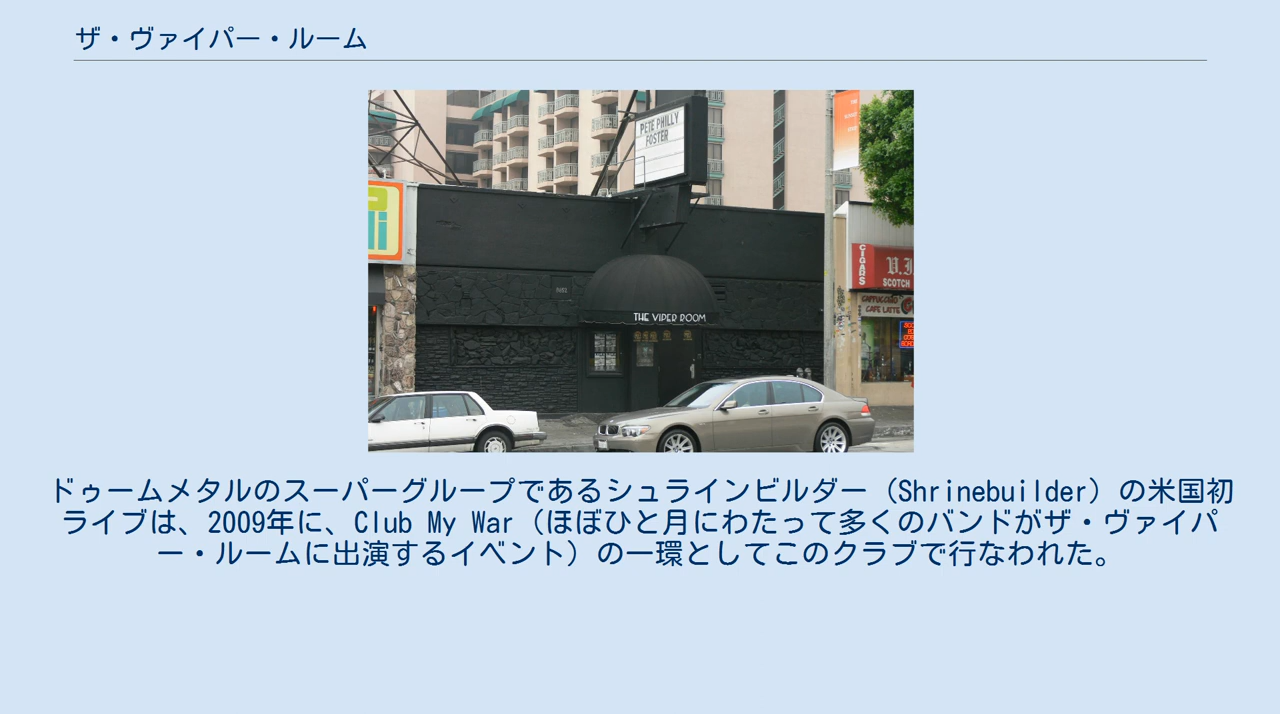 ザ・ヴァイパー・ルーム
PETE PHILLY
FOSTER
THE VIPER ROOM
CIGARS
SCOTCH
CAPPUCCINO
CAFE LATTE
ドゥームメタルのスーパーグループであるシュラインビルダー（Shrinebuilder）の米国初
ライブは、2009年に、Club My War（ほぼひと月にわたって多くのバンドがザ・ヴァイパ
ー・ルームに出演するイベント）の一環としてこのクラブで行なわれた。